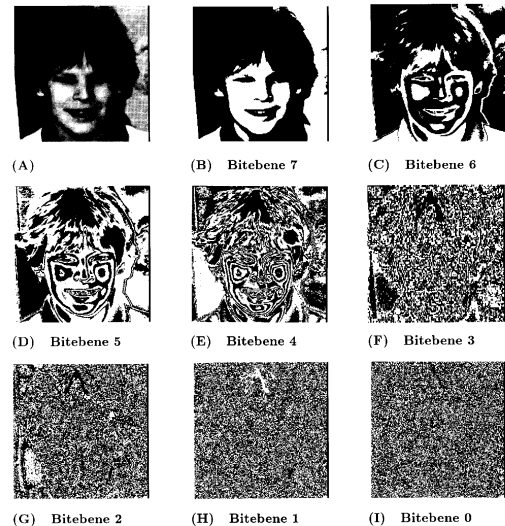 (A)
(B) Bitebene 7
(C) Bitebene 6
(D) Bitebene 5
(E) Bitebene 4
(F) Bitebene 3
(G) Bitebene 2
(H) Bitebene 1
(I) Bitebene 0